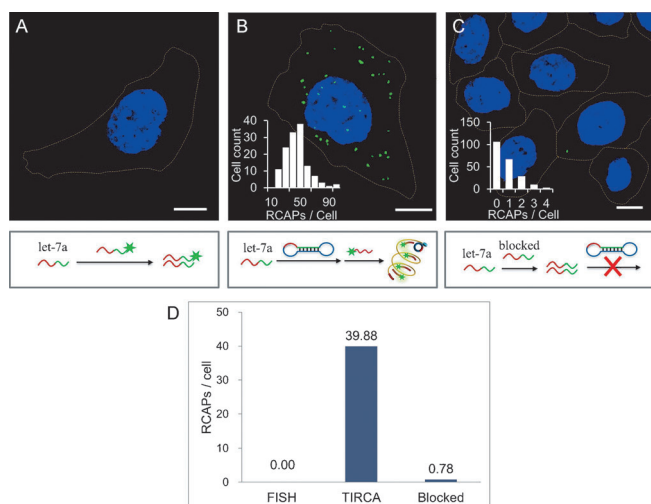 A
B
C
Cell count
40
30
20
10
0
10 50 90
RCAPs / Cell
Cell count
150
100
50
0
0 1 2 3 4
RCAPs / Cell
let-7a
let-7a
let-7a blocked
D
RCAPs / cell
50
40
30
20
10
0
0.00
39.88
0.78
FISH TIRCA Blocked